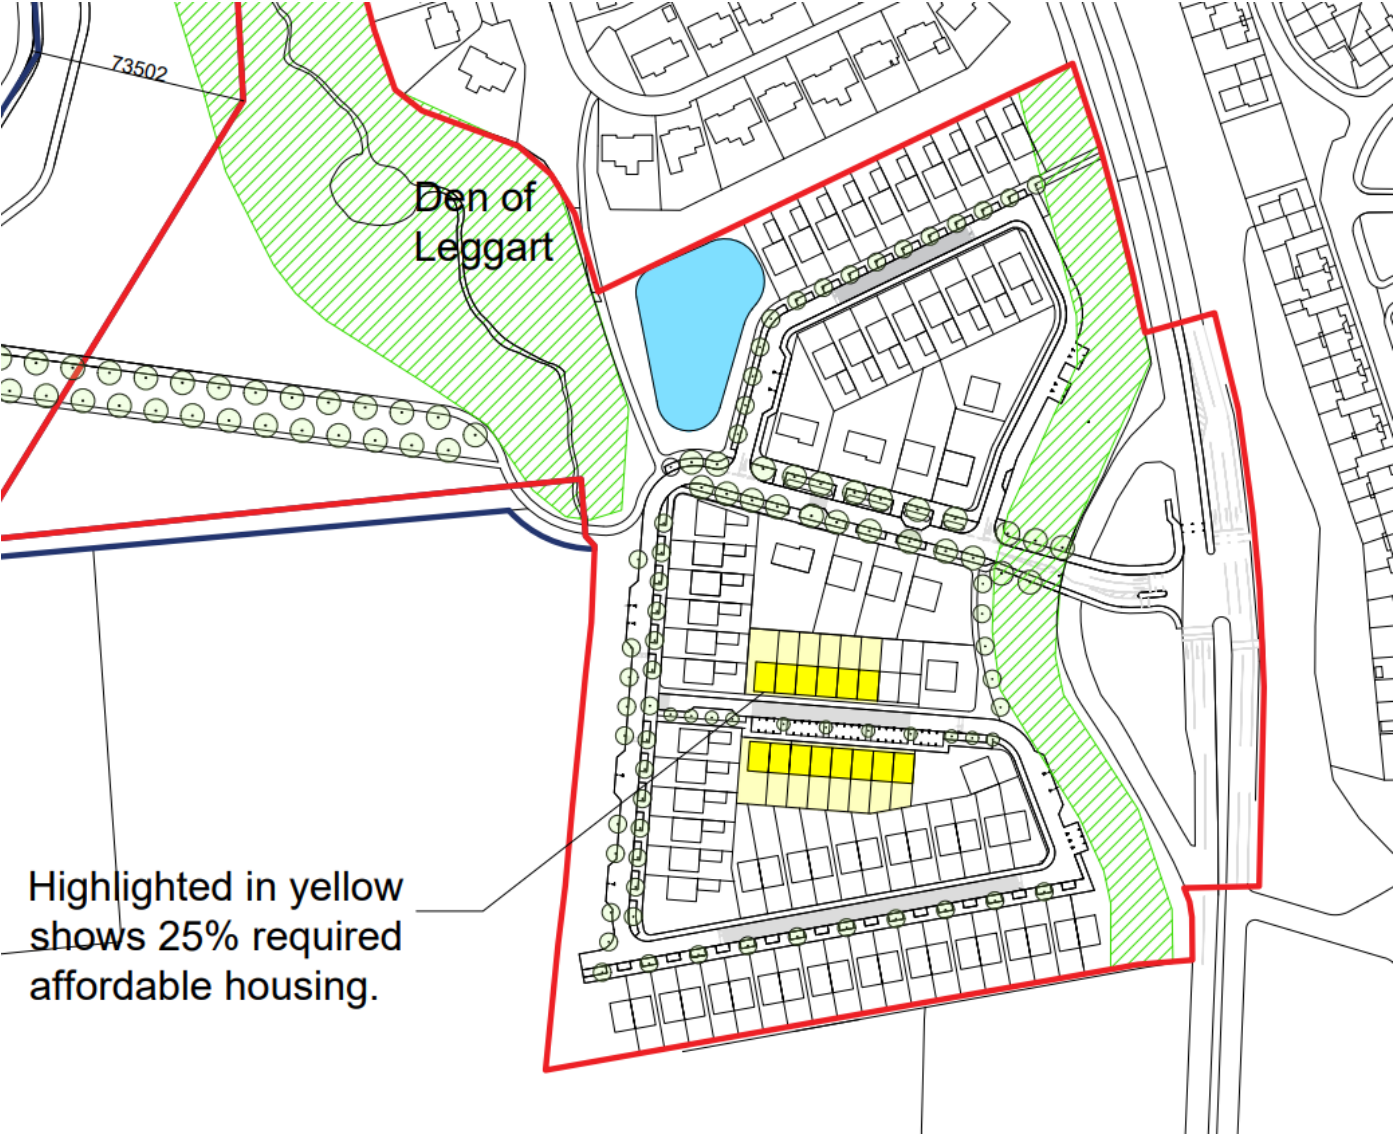 73502
Den of
Leggart
Highlighted in yellow
shows 25% required
affordable housing.